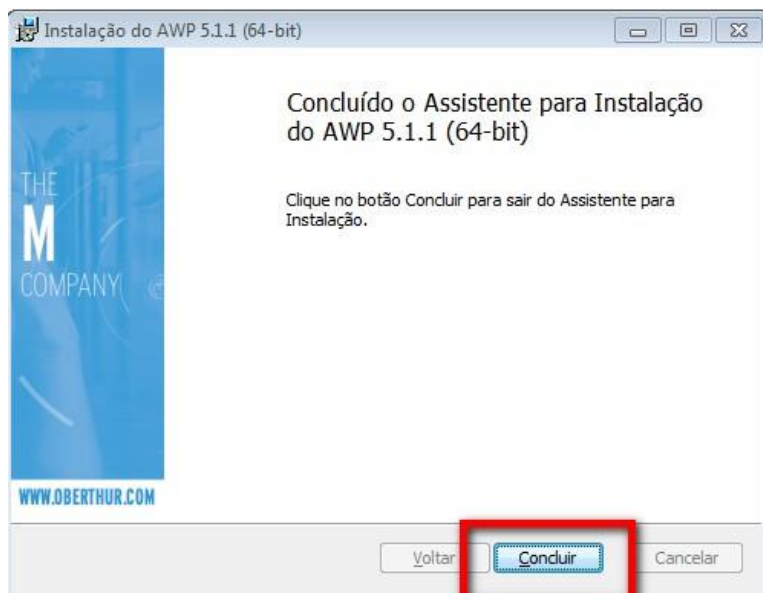 Instalação do AWP 5.1.1 (64-bit)
Concluído o Assistente para Instalação
do AWP 5.1.1 (64-bit)
Clique no botão Concluir para sair do Assistente para
Instalação.
THE
M
COMPANY
WWW.OBERTHUR.COM
Voltar
Concluir
Cancelar